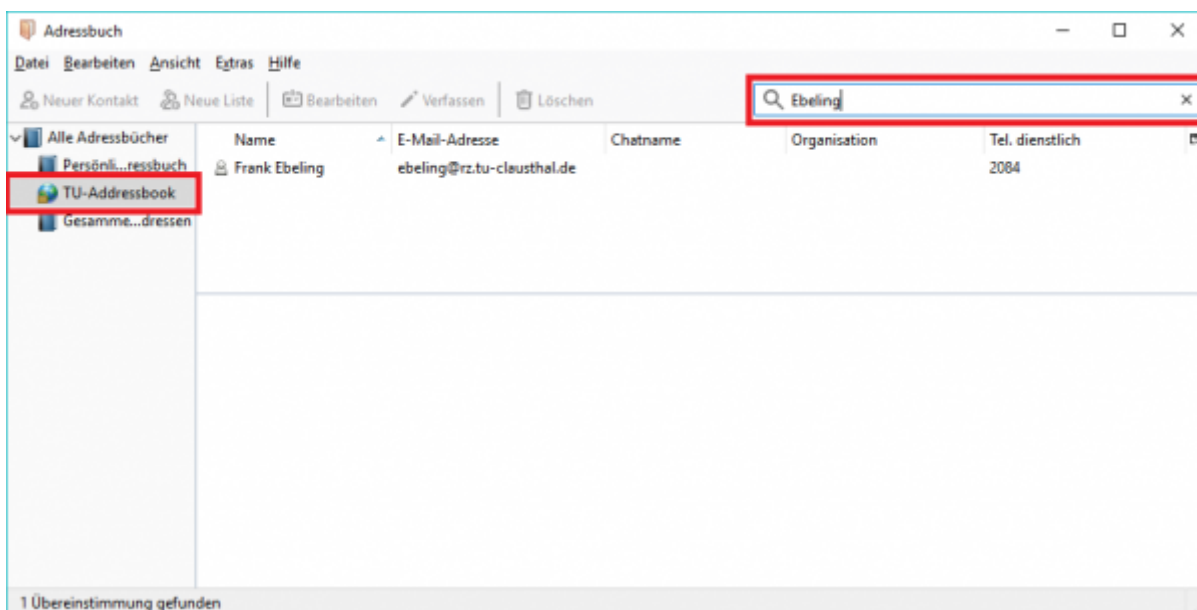 Adressbuch
Datei Bearbeiten Ansicht Extras Hilfe
Neuer Kontakt Neue Liste Bearbeiten Verfassen Löschen Ebeling
Alle Adressbücher Name E-Mail-Adresse Chatname Organisation Tel. dienstlich
Persönli...ressbuch Frank Ebeling ebeling@rz.tu-clausthal.de 2084
TU-Addressbook
Gesamme...dressen
1 Übereinstimmung gefunden